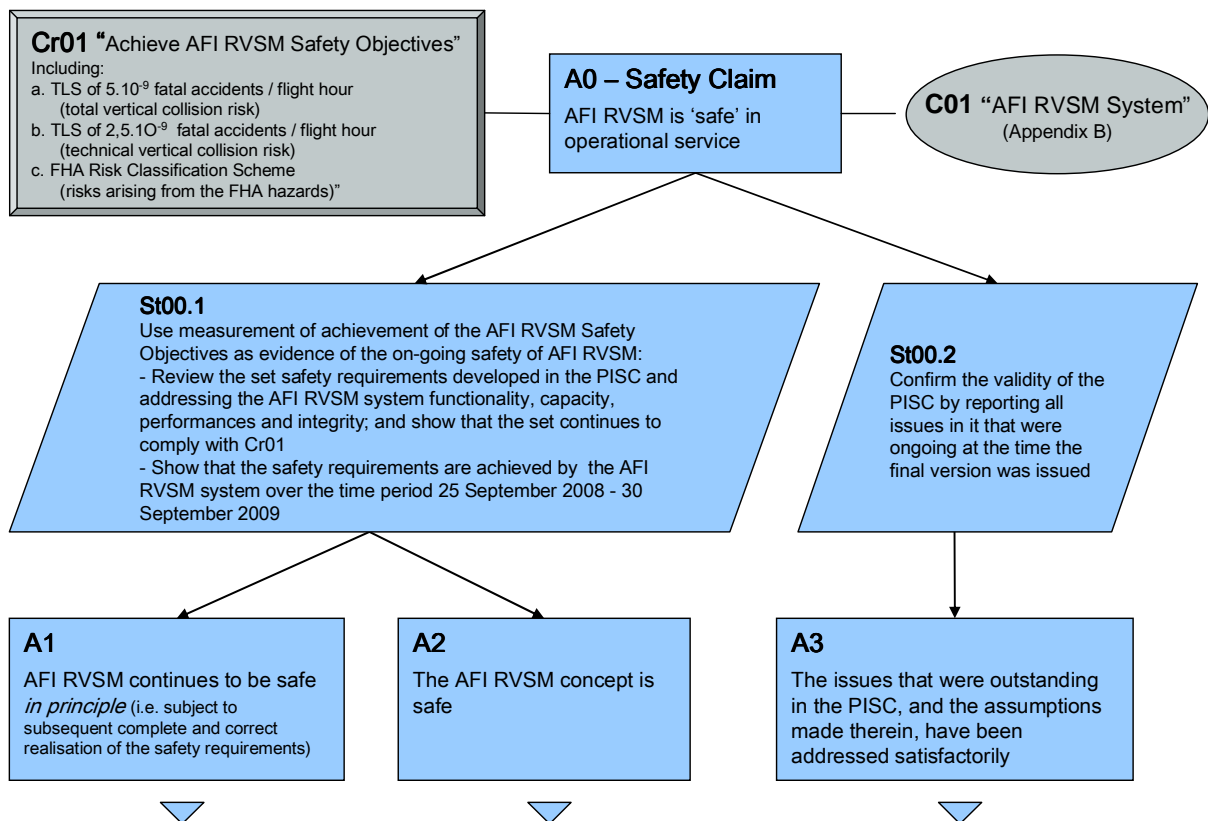 Cr01 “Achieve AFI RVSM Safety Objectives”
Including:
a. TLS of 5.10⁻⁹ fatal accidents / flight hour
(total vertical collision risk)
b. TLS of 2,5.1O⁻⁹ fatal accidents / flight hour
(technical vertical collision risk)
c. FHA Risk Classification Scheme
(risks arising from the FHA hazards)”
A0 – Safety Claim
AFI RVSM is ‘safe’ in
operational service
C01 “AFI RVSM System”
(Appendix B)
St00.1
Use measurement of achievement of the AFI RVSM Safety
Objectives as evidence of the on-going safety of AFI RVSM:
- Review the set safety requirements developed in the PISC and
addressing the AFI RVSM system functionality, capacity,
performances and integrity; and show that the set continues to
comply with Cr01
- Show that the safety requirements are achieved by the AFI
RVSM system over the time period 25 September 2008 - 30
September 2009
St00.2
Confirm the validity of the
PISC by reporting all
issues in it that were
ongoing at the time the
final version was issued
A1
AFI RVSM continues to be safe
in principle (i.e. subject to
subsequent complete and correct
realisation of the safety requirements)
A2
The AFI RVSM concept is
safe
A3
The issues that were outstanding
in the PISC, and the assumptions
made therein, have been
addressed satisfactorily